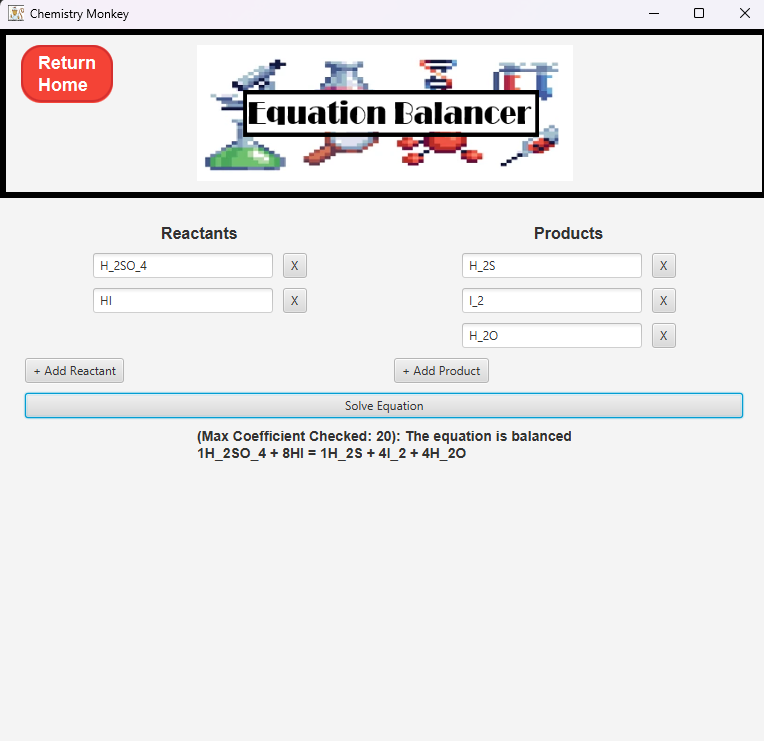 Chemistry Monkey
Return
Home
Equation Balancer
Reactants
Products
H_2SO_4
X
H_2S
X
HI
X
I_2
X
H_2O
X
+ Add Reactant
+ Add Product
Solve Equation
(Max Coefficient Checked: 20): The equation is balanced
1H_2SO_4 + 8HI = 1H_2S + 4I_2 + 4H_2O